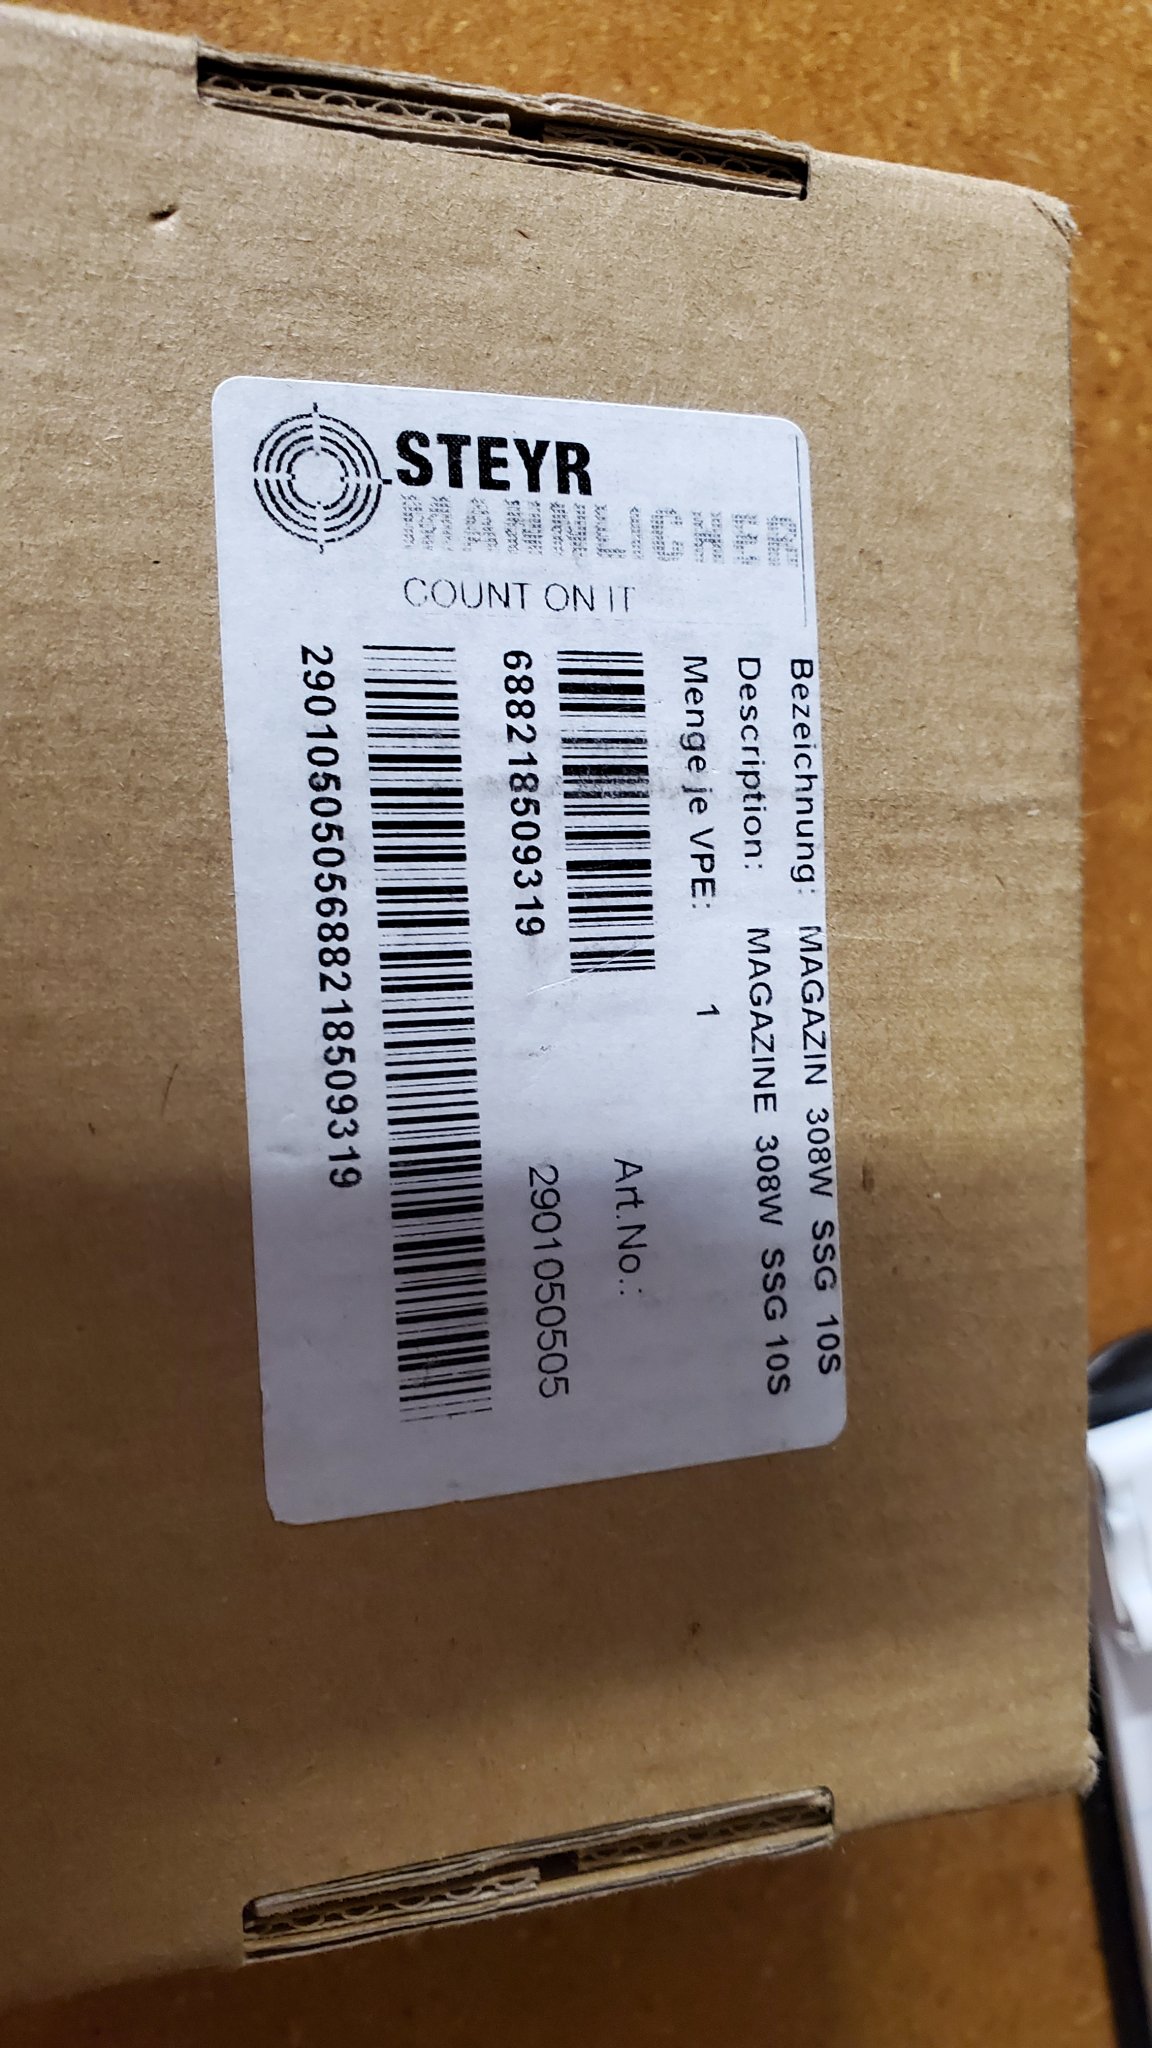 STEYR
MANNLICHER
COUNT ON IT
Bezeichnung: MAGAZIN 308W SSG 10S
Description: MAGAZINE 308W SSG 10S
Menge je VPE: 1
688218509319
Art.No.:
2901050505
2901050505688218509319